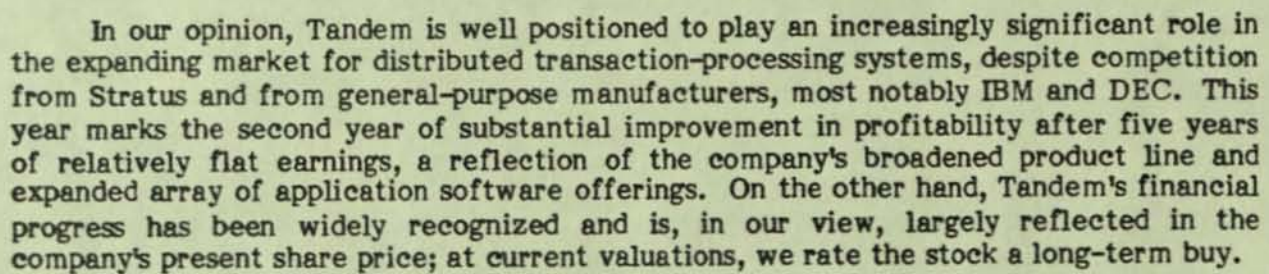 In our opinion, Tandem is well positioned to play an increasingly significant role in
the expanding market for distributed transaction-processing systems, despite competition
from Stratus and from general-purpose manufacturers, most notably IBM and DEC. This
year marks the second year of substantial improvement in profitability after five years
of relatively flat earnings, a reflection of the company's broadened product line and
expanded array of application software offerings. On the other hand, Tandem's financial
progress has been widely recognized and is, in our view, largely reflected in the
company's present share price; at current valuations, we rate the stock a long-term buy.